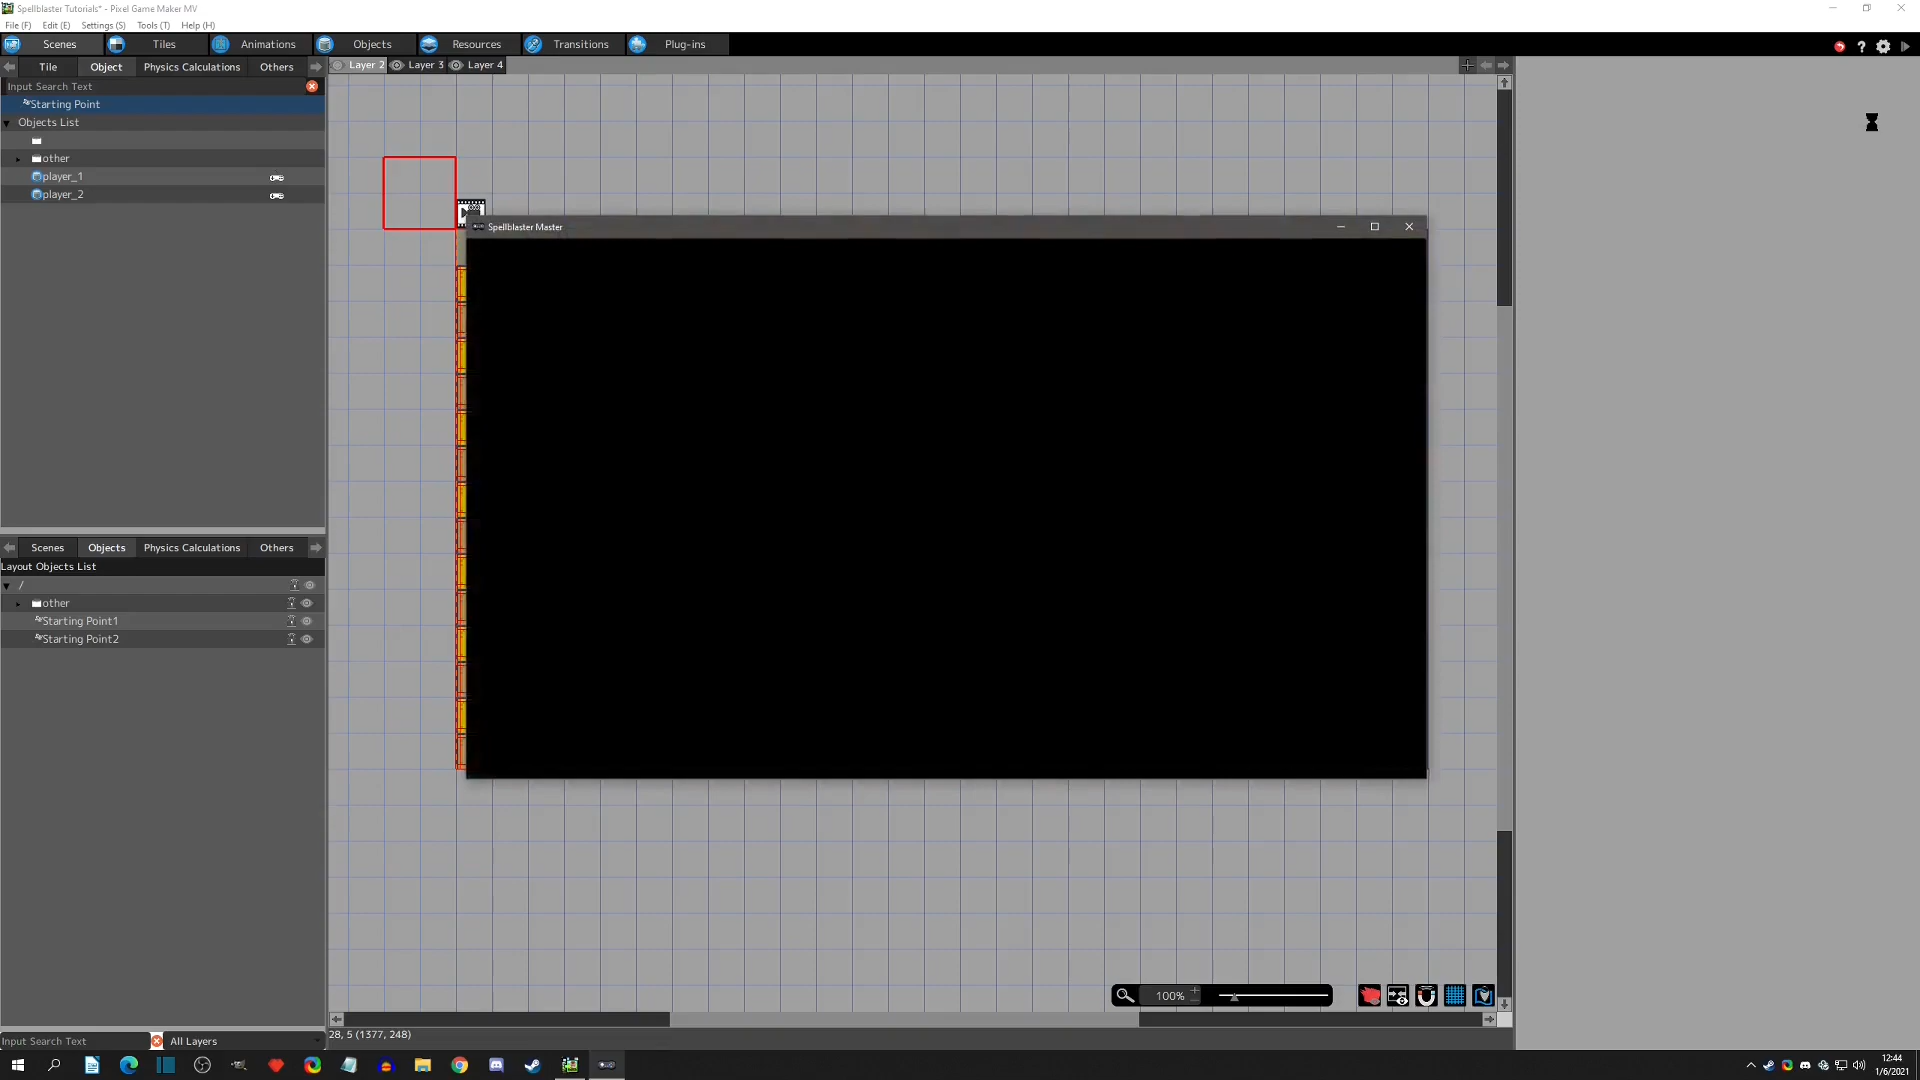 Spellblaster Tutorials* - Pixel Game Maker MV
File (F) Edit (E) Settings (S) Tools (T) Help (H)
Scenes Tiles Animations Objects Resources Transitions Plug-ins
Tile Object Physics Calculations Others
Layer 2 Layer 3 Layer 4
Input Search Text
Starting Point
Objects List
other
player_1
player_2
Spellblaster Master
Scenes Objects Physics Calculations Others
Layout Objects List
/
other
Starting Point1
Starting Point2
100%
28, 5 (1377, 248)
Input Search Text All Layers
12:44
1/6/2021